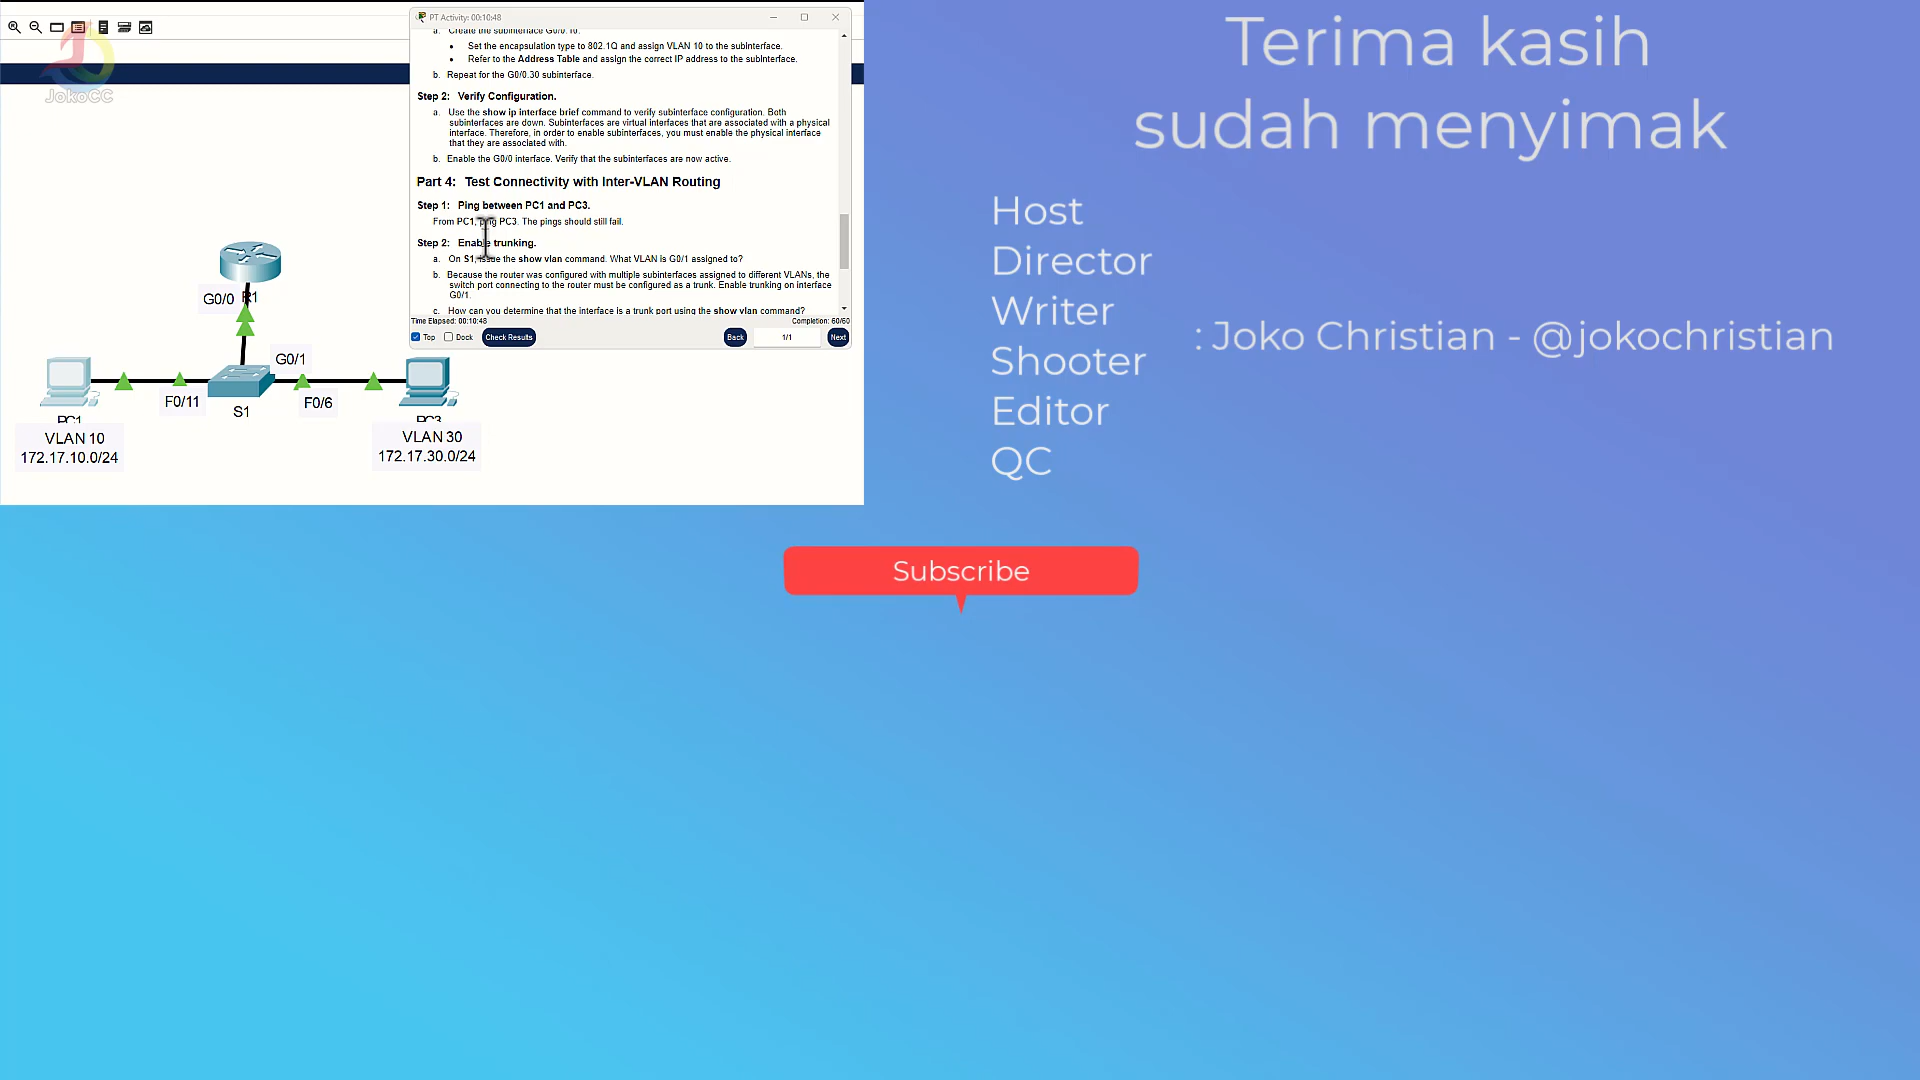 PT Activity: 00:10:48
a. Create the subinterface G0/0.10.
• Set the encapsulation type to 802.1Q and assign VLAN 10 to the subinterface.
• Refer to the Address Table and assign the correct IP address to the subinterface.
b. Repeat for the G0/0.30 subinterface.
Step 2: Verify Configuration.
a. Use the show ip interface brief command to verify subinterface configuration. Both
subinterfaces are down. Subinterfaces are virtual interfaces that are associated with a physical
interface. Therefore, in order to enable subinterfaces, you must enable the physical interface
that they are associated with.
b. Enable the G0/0 interface. Verify that the subinterfaces are now active.
Part 4: Test Connectivity with Inter-VLAN Routing
Step 1: Ping between PC1 and PC3.
From PC1, ping PC3. The pings should still fail.
Step 2: Enable trunking.
a. On S1, issue the show vlan command. What VLAN is G0/1 assigned to?
b. Because the router was configured with multiple subinterfaces assigned to different VLANs, the
switch port connecting to the router must be configured as a trunk. Enable trunking on interface
G0/1.
c. How can you determine that the interface is a trunk port using the show vlan command?
Time Elapsed: 00:10:48 Completion: 60/60
Top Dock Check Results Back 1/1 Next
JokoCC
G0/0 R1
G0/1
F0/11
S1
F0/6
PC1
VLAN 10
172.17.10.0/24
PC3
VLAN 30
172.17.30.0/24
Terima kasih
sudah menyimak
Host
Director
Writer
Shooter
Editor
QC
: Joko Christian - @jokochristian
Subscribe